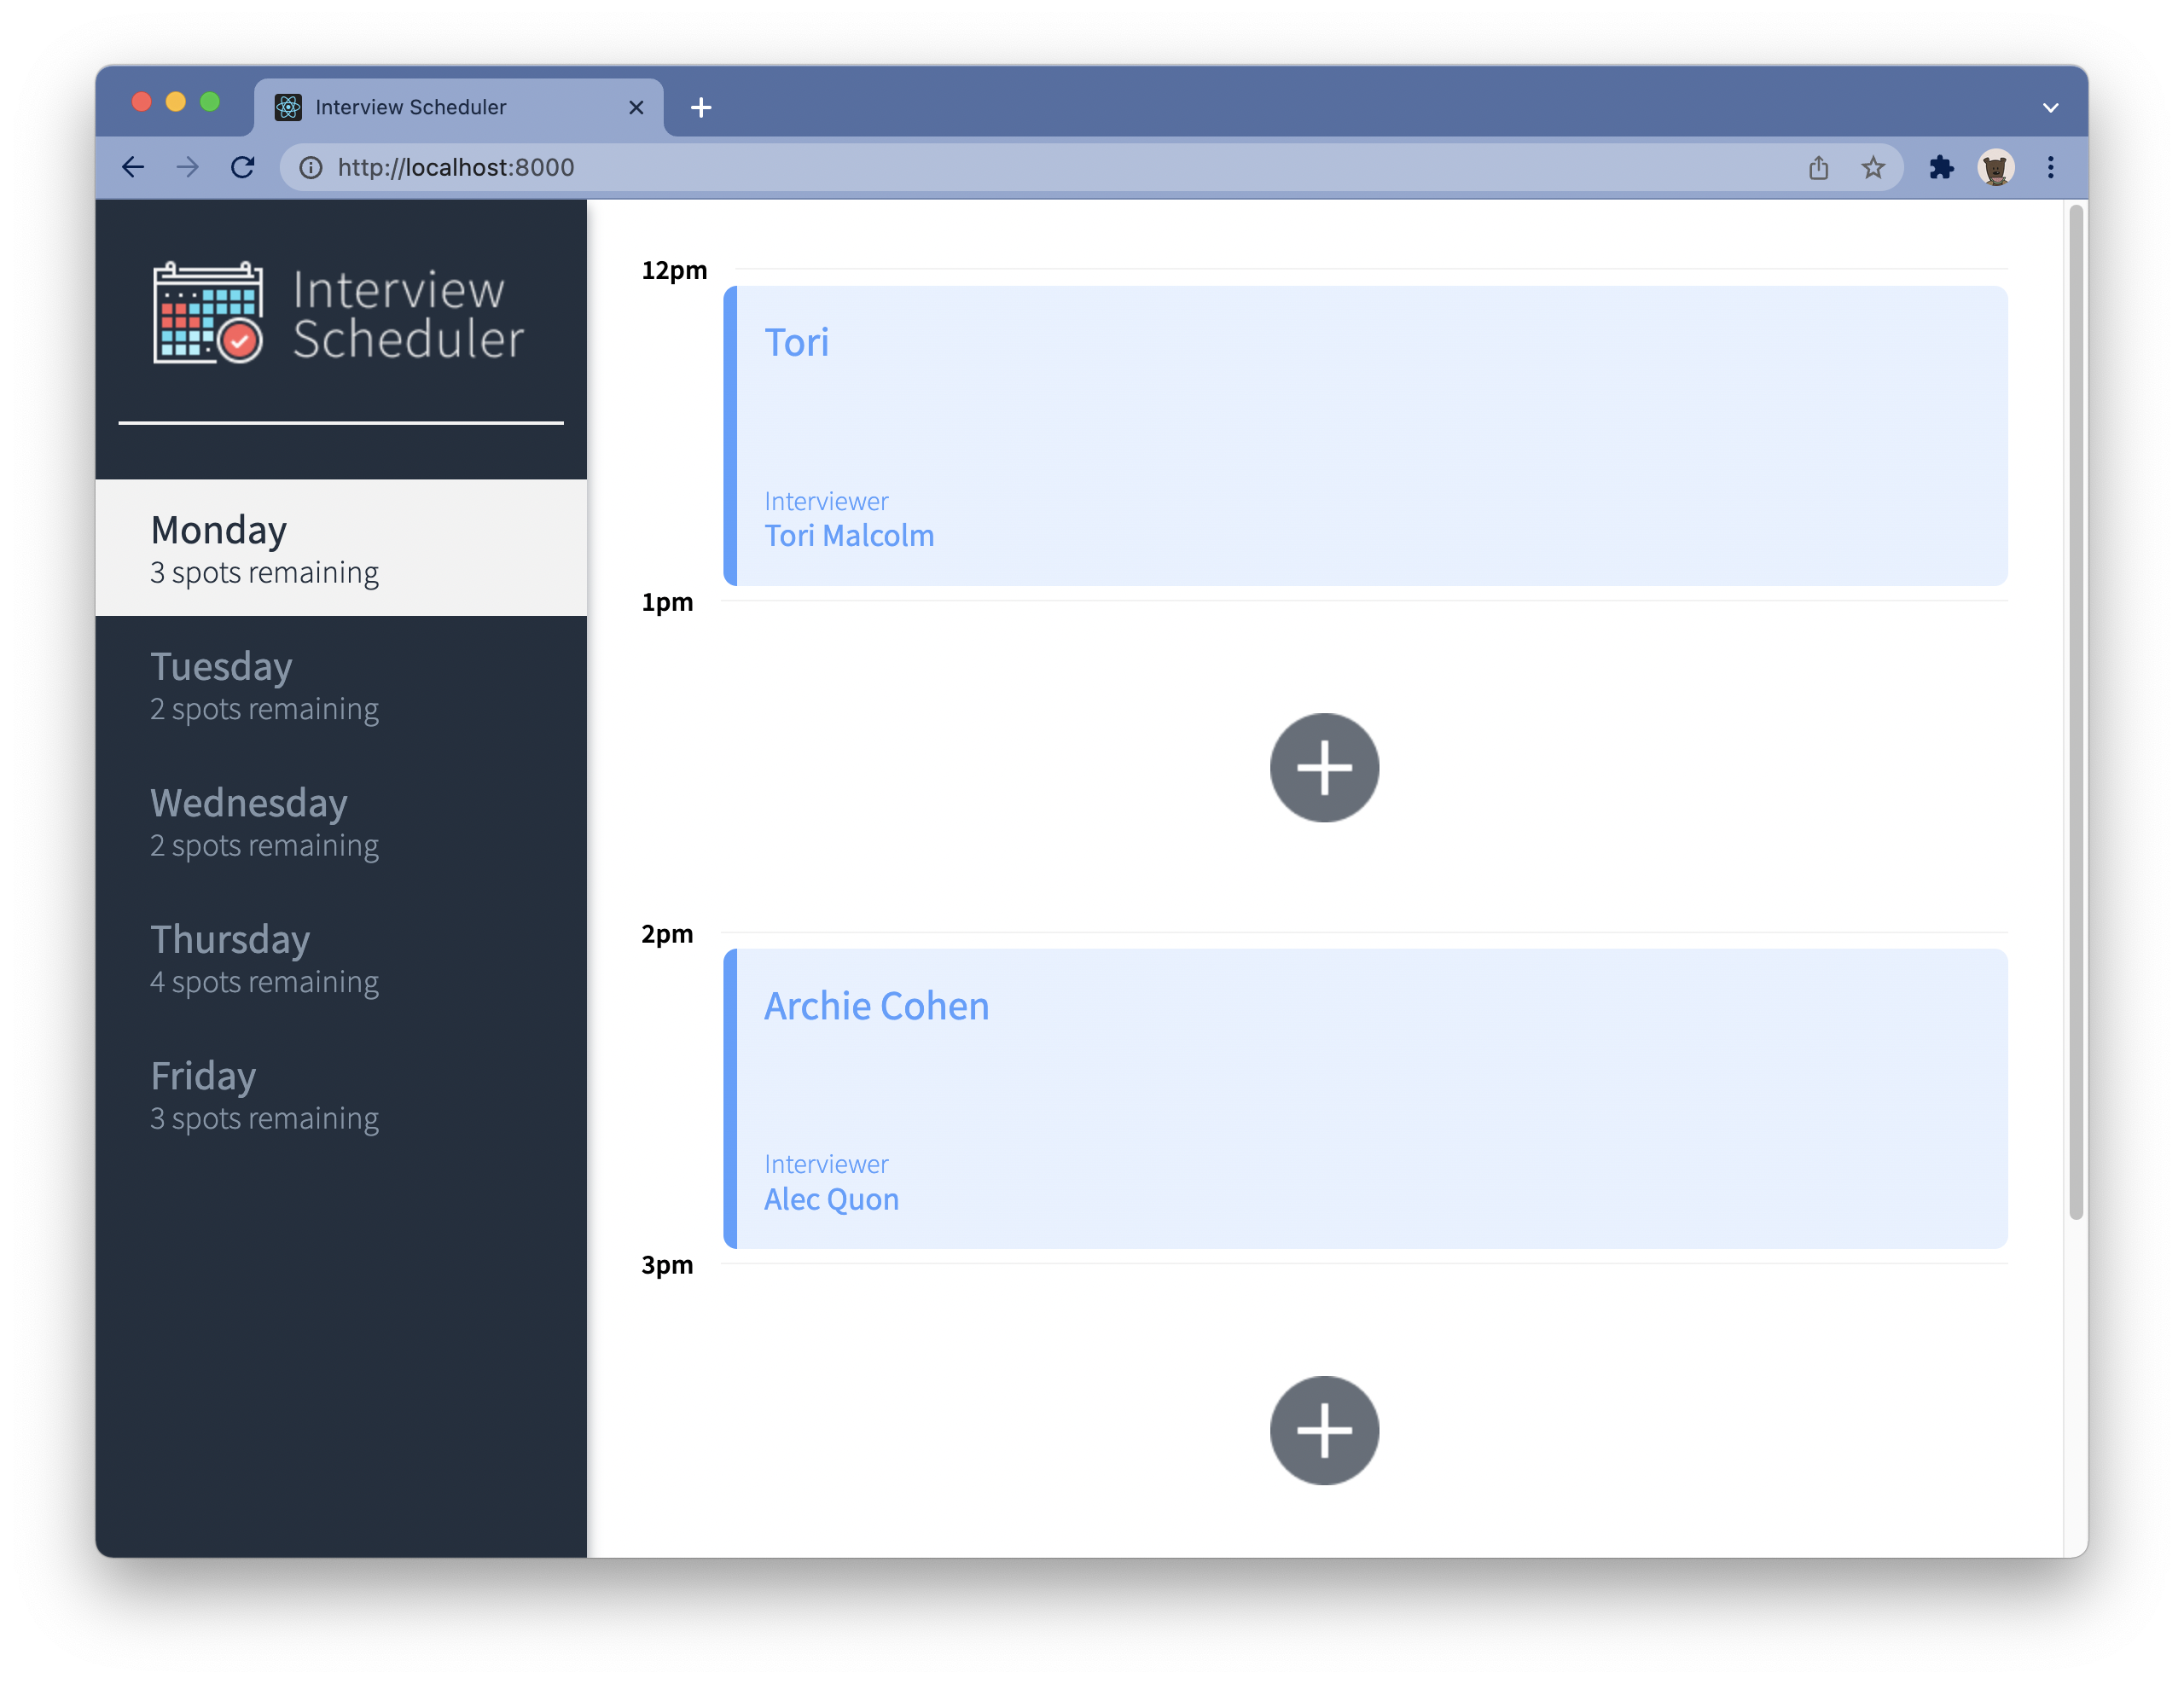 Interview Scheduler
http://localhost:8000
Interview
Scheduler
Monday
3 spots remaining
Tuesday
2 spots remaining
Wednesday
2 spots remaining
Thursday
4 spots remaining
Friday
3 spots remaining
12pm
Tori
Interviewer
Tori Malcolm
1pm
2pm
Archie Cohen
Interviewer
Alec Quon
3pm